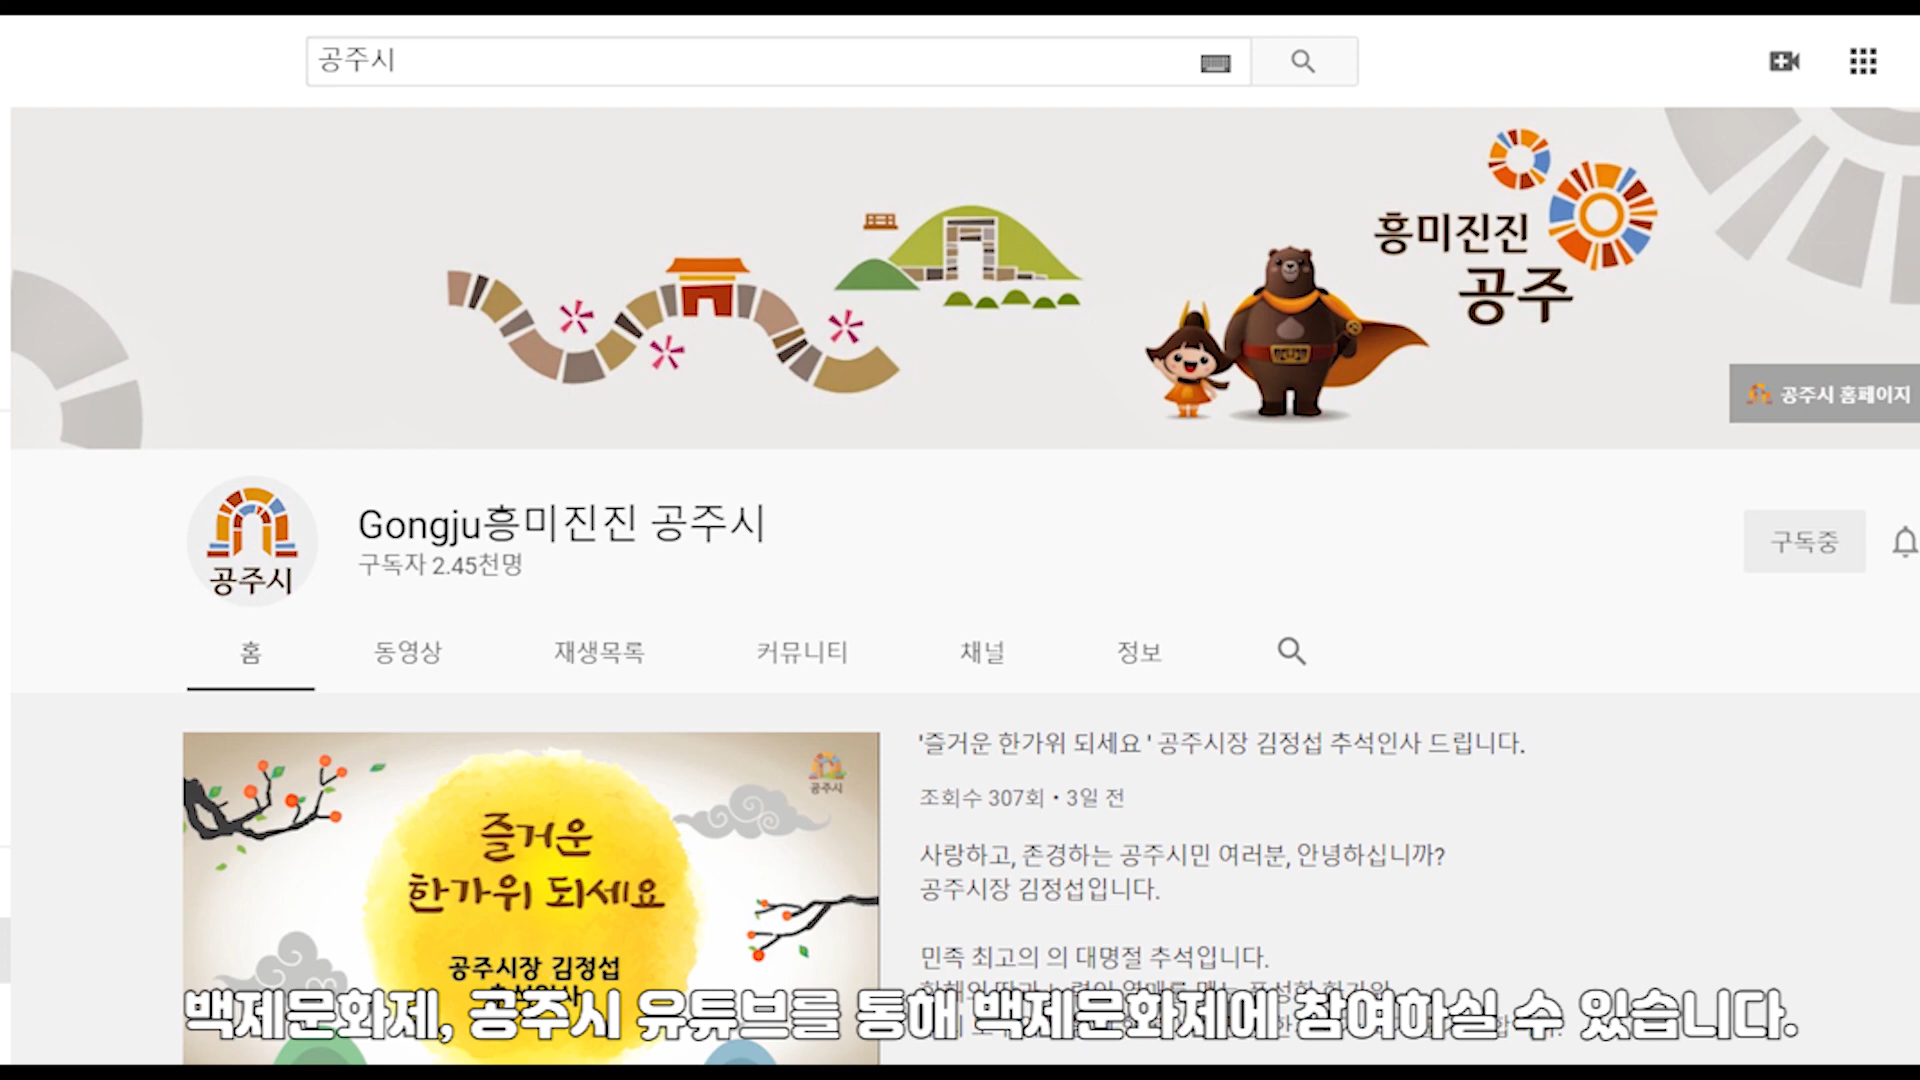 공주시
흥미진진
공주
공주시 홈페이지
공주시
Gongju흥미진진 공주시
구독자 2.45천명
구독중
홈 동영상 재생목록 커뮤니티 채널 정보
공주시
즐거운
한가위 되세요
공주시장 김정섭
'즐거운 한가위 되세요 ' 공주시장 김정섭 추석인사 드립니다.
조회수 307회 • 3일 전
사랑하고, 존경하는 공주시민 여러분, 안녕하십니까?
공주시장 김정섭입니다.
민족 최고의 의 대명절 추석입니다.
백제문화제, 공주시 유튜브를 통해 백제문화제에 참여하실 수 있습니다.